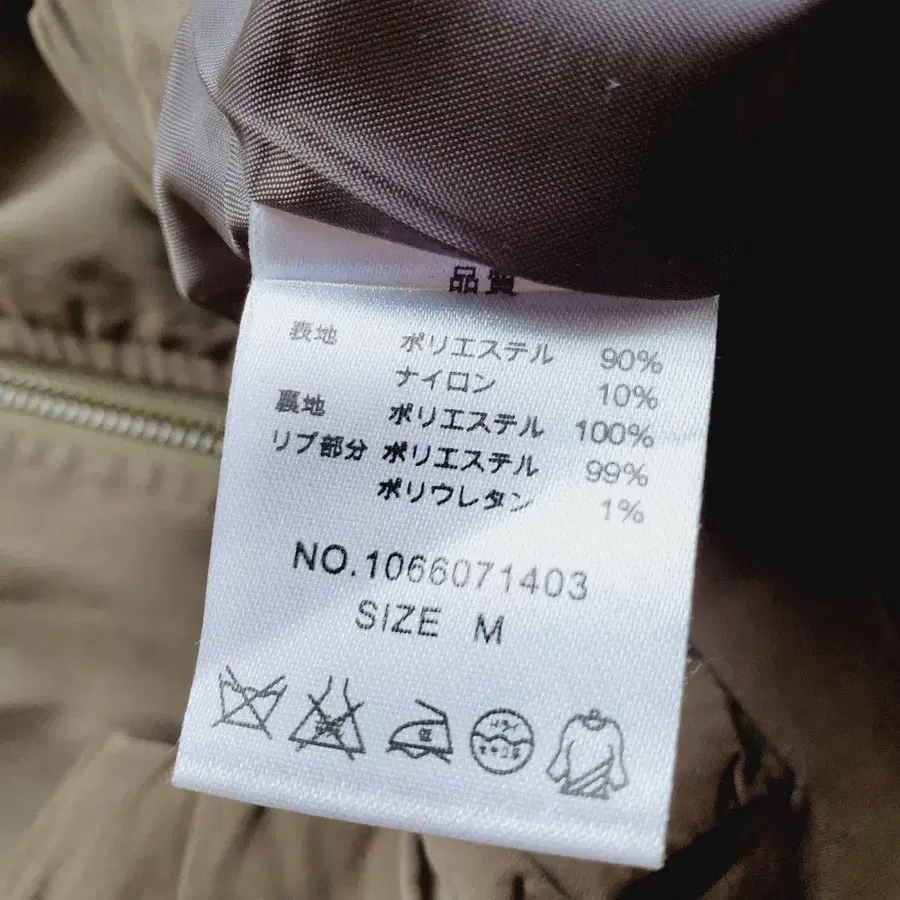 品質
表地 ポリエステル 90%
ナイロン 10%
裏地 ポリエステル 100%
リブ部分 ポリエステル 99%
ポリウレタン 1%
NO.1066071403
SIZE M
低